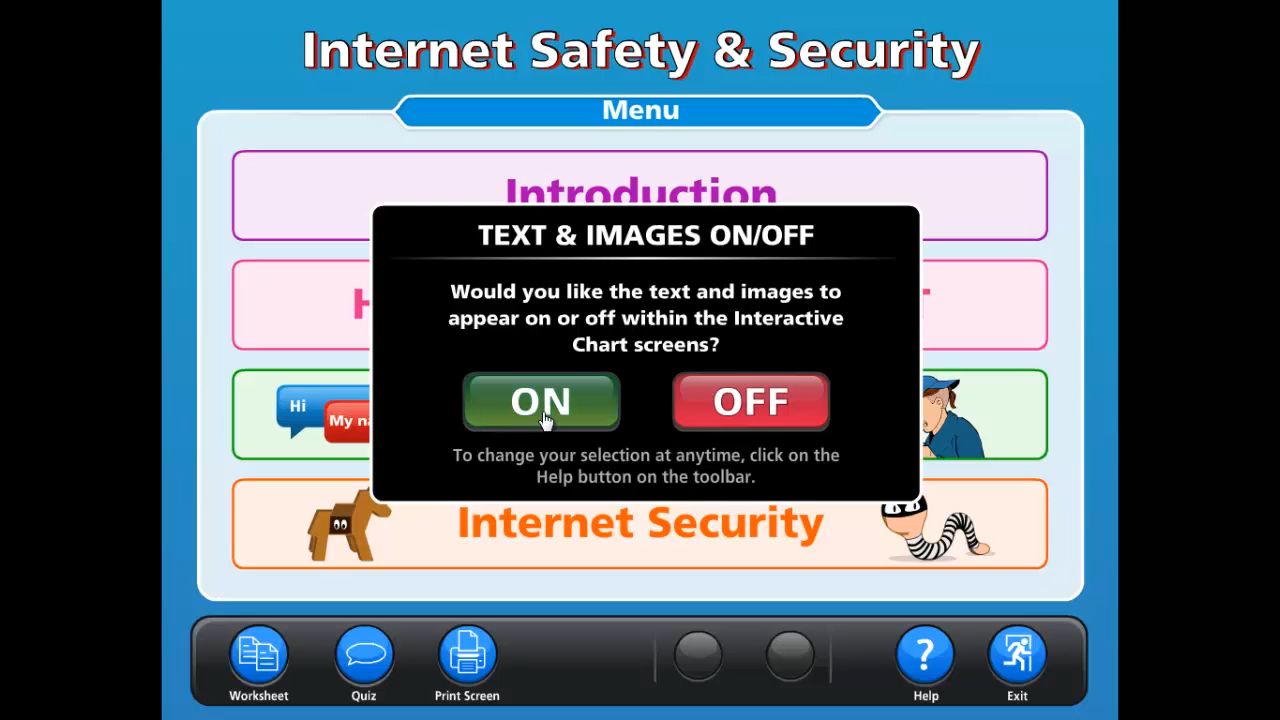 Internet Safety & Security
Menu
Introduction
TEXT & IMAGES ON/OFF
Would you like the text and images to
appear on or off within the Interactive
Chart screens?
ON OFF
To change your selection at anytime, click on the
Help button on the toolbar.
Hi
My na
Internet Security
Worksheet Quiz Print Screen Help Exit